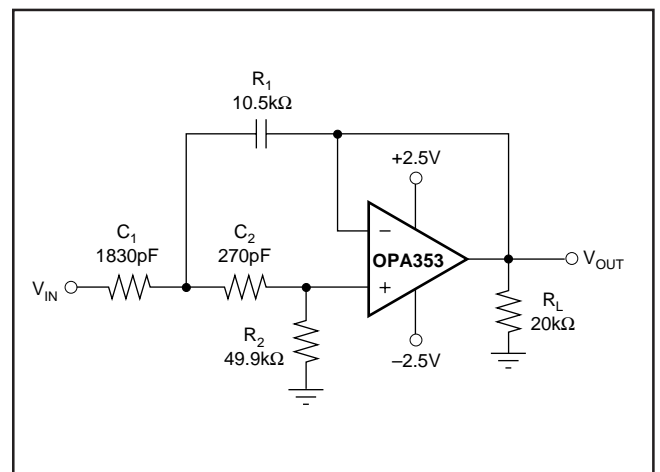 R1
10.5kΩ
+2.5V
C1
1830pF
C2
270pF
–
OPA353
+
VIN
VOUT
R2
49.9kΩ
RL
20kΩ
–2.5V